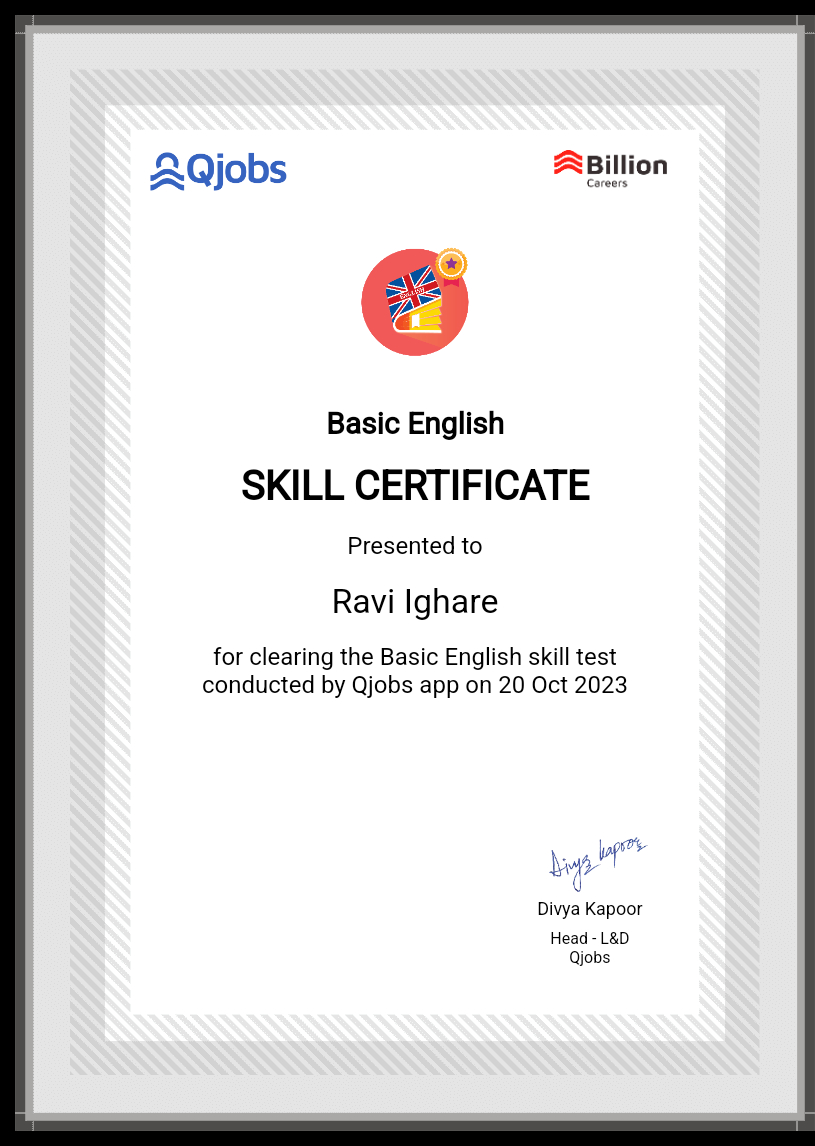 Qjobs
Billion
Careers
ENGLISH
Basic English
SKILL CERTIFICATE
Presented to
Ravi Ighare
for clearing the Basic English skill test
conducted by Qjobs app on 20 Oct 2023
Divya Kapoor
Divya Kapoor
Head - L&D
Qjobs